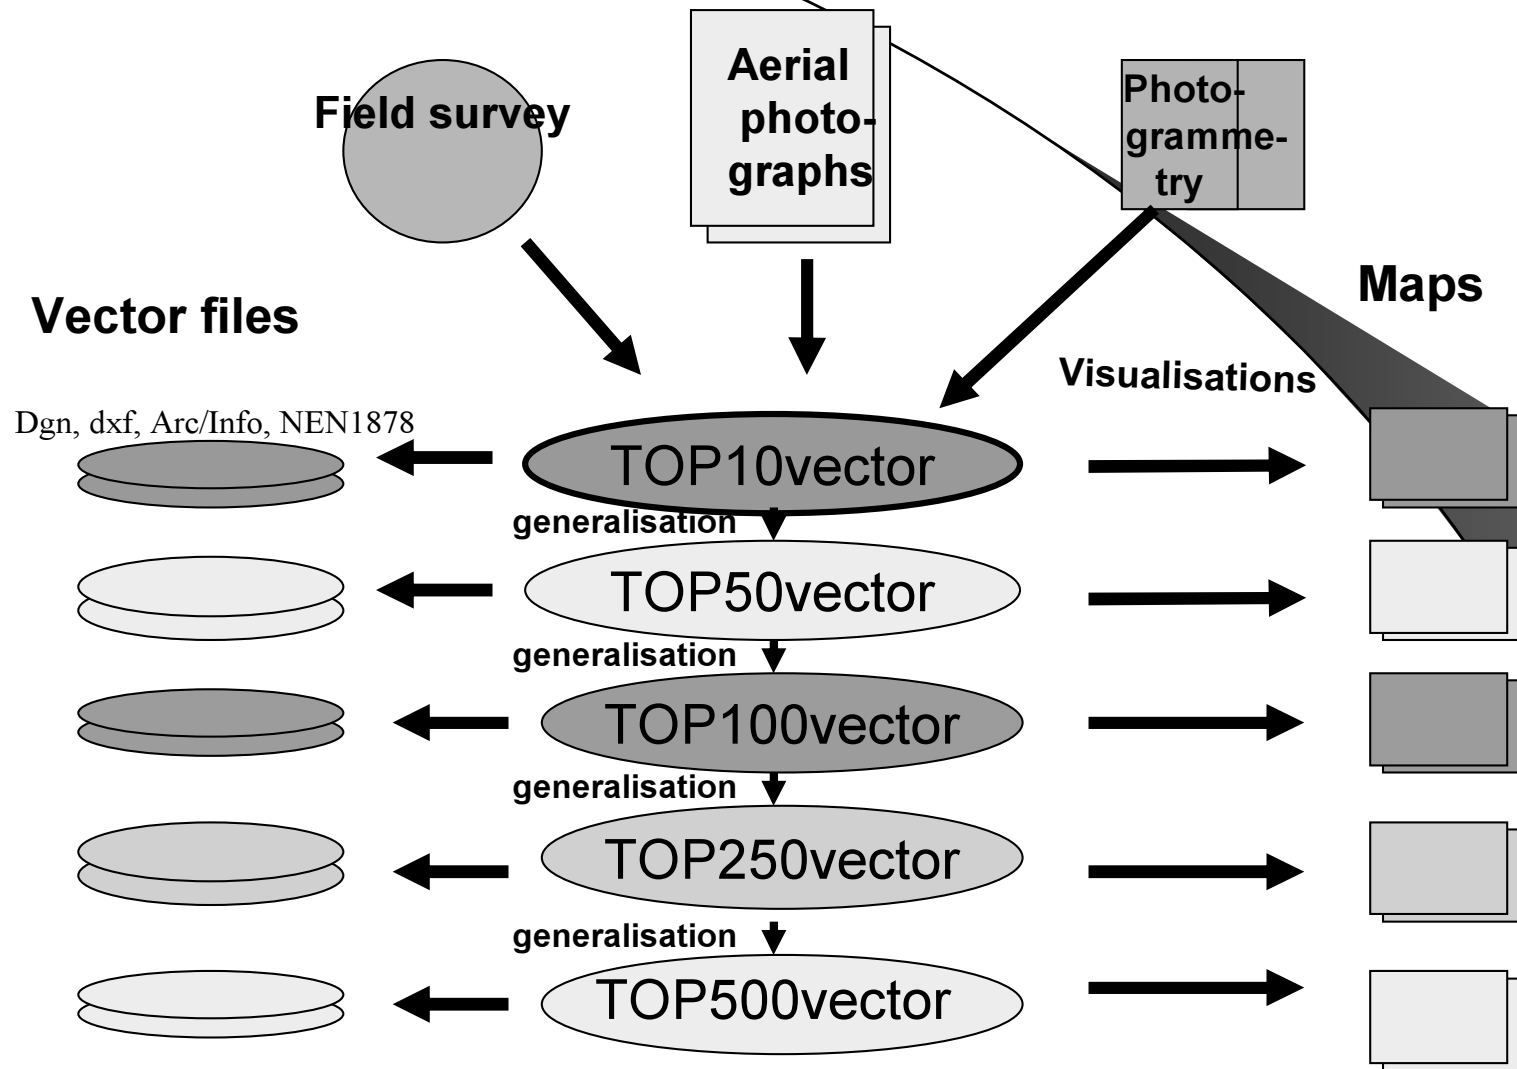 Field survey
Aerial
photo-
graphs
Photo-
gramme-
try
Vector files
Maps
Visualisations
Dgn, dxf, Arc/Info, NEN1878
TOP10vector
generalisation
TOP50vector
generalisation
TOP100vector
generalisation
TOP250vector
generalisation
TOP500vector